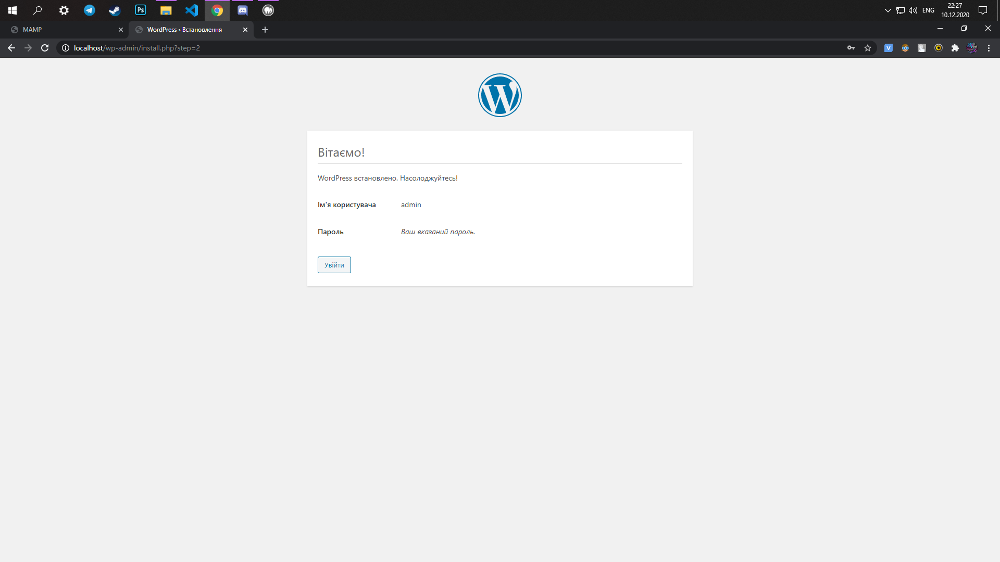 Ps
ENG
22:27
10.12.2020
MAMP
WordPress › Встановлення
localhost/wp-admin/install.php?step=2
V
W
Вітаємо!
WordPress встановлено. Насолоджуйтесь!
Ім'я користувача admin
Пароль Ваш вказаний пароль.
Увійти